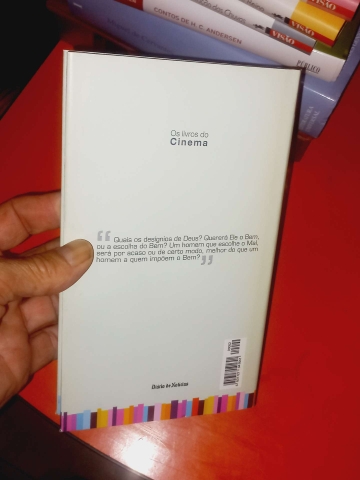 VISÃO
CONTOS DE H. C. ANDERSEN
VISÃO
PÚBLICO
Os livros do
Cinema
“Quais os desígnios de Deus? Quererá Ele o Bem,
ou a escolha do Bem? Um homem que escolhe o Mal,
será por acaso ou de certo modo, melhor do que um
homem a quem impõem o Bem?”
Diário de Notícias